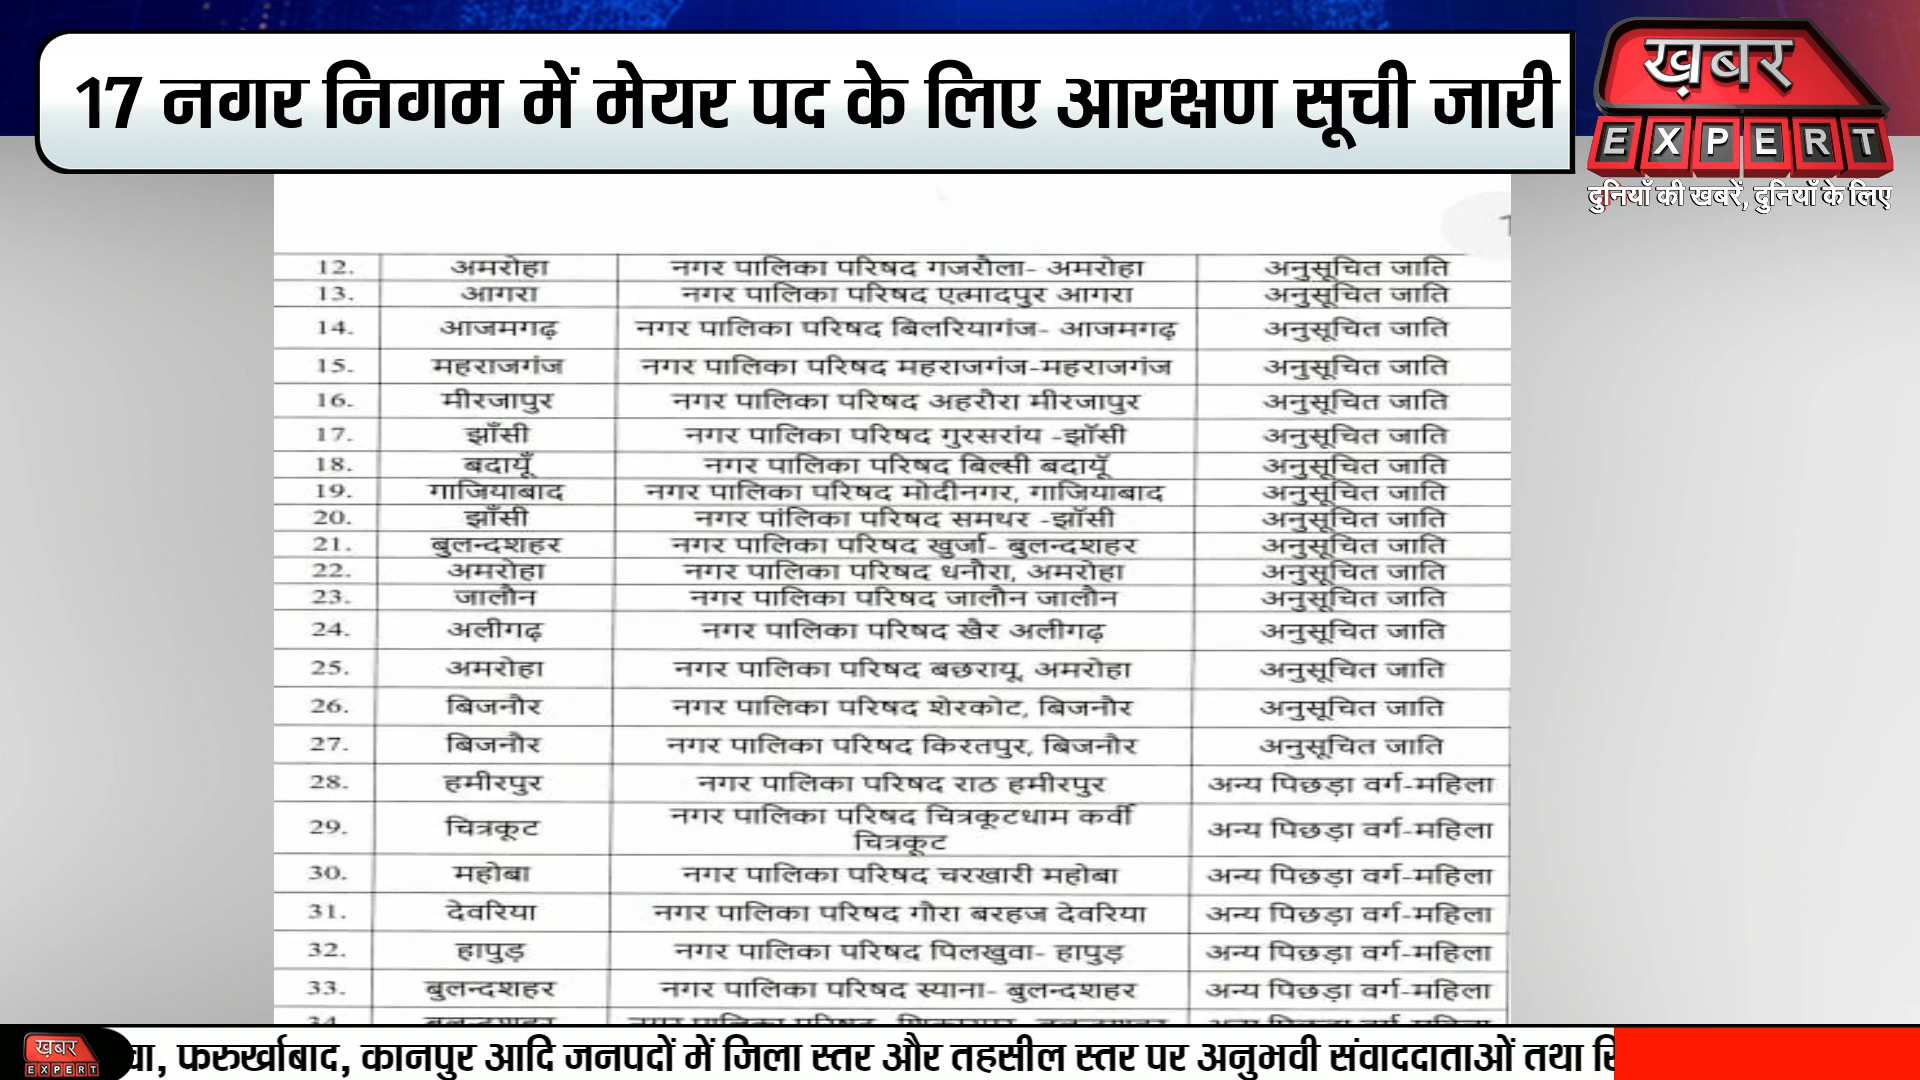 17 नगर निगम में मेयर पद के लिए आरक्षण सूची जारी
ख़बर
EXPERT
दुनियाँ की खबरें, दुनियाँ के लिए
12. अमरोहा नगर पालिका परिषद गजरौला- अमरोहा अनुसूचित जाति
13. आगरा नगर पालिका परिषद एत्मादपुर आगरा अनुसूचित जाति
14. आजमगढ़ नगर पालिका परिषद बिलरियागंज- आजमगढ़ अनुसूचित जाति
15. महराजगंज नगर पालिका परिषद महराजगंज-महराजगंज अनुसूचित जाति
16. मीरजापुर नगर पालिका परिषद अहरौरा मीरजापुर अनुसूचित जाति
17. झाँसी नगर पालिका परिषद गुरसरांय -झॉसी अनुसूचित जाति
18. बदायूँ नगर पालिका परिषद बिल्सी बदायूँ अनुसूचित जाति
19. गाजियाबाद नगर पालिका परिषद मोदीनगर, गाजियाबाद अनुसूचित जाति
20. झाँसी नगर पांलिका परिषद समथर -झॉसी अनुसूचित जाति
21. बुलन्दशहर नगर पालिका परिषद खुर्जा- बुलन्दशहर अनुसूचित जाति
22. अमरोहा नगर पालिका परिषद धनौरा, अमरोहा अनुसूचित जाति
23. जालौन नगर पालिका परिषद जालौन जालौन अनुसूचित जाति
24. अलीगढ़ नगर पालिका परिषद खैर अलीगढ़ अनुसूचित जाति
25. अमरोहा नगर पालिका परिषद बछरायू, अमरोहा अनुसूचित जाति
26. बिजनौर नगर पालिका परिषद शेरकोट, बिजनौर अनुसूचित जाति
27. बिजनौर नगर पालिका परिषद किरतपुर, बिजनौर अनुसूचित जाति
28. हमीरपुर नगर पालिका परिषद राठ हमीरपुर अन्य पिछड़ा वर्ग-महिला
29. चित्रकूट नगर पालिका परिषद चित्रकूटधाम कर्वी अन्य पिछड़ा वर्ग-महिला
चित्रकूट
30. महोबा नगर पालिका परिषद चरखारी महोबा अन्य पिछड़ा वर्ग-महिला
31. देवरिया नगर पालिका परिषद गौरा बरहज देवरिया अन्य पिछड़ा वर्ग-महिला
32. हापुड़ नगर पालिका परिषद पिलखुवा- हापुड़ अन्य पिछड़ा वर्ग-महिला
33. बुलन्दशहर नगर पालिका परिषद स्याना- बुलन्दशहर अन्य पिछड़ा वर्ग-महिला
ख़बर
EXPERT
फरुर्खाबाद, कानपुर आदि जनपदों में जिला स्तर और तहसील स्तर पर अनुभवी संवाददाताओं तथा